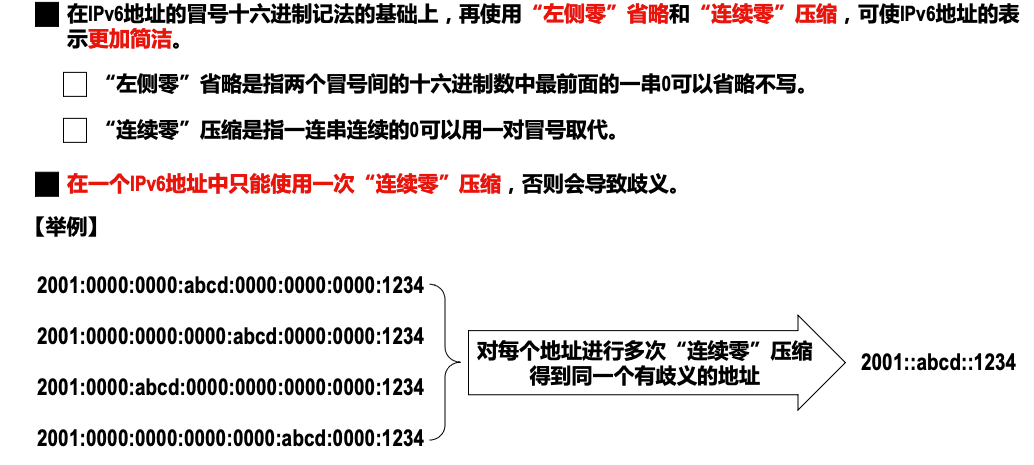 在IPv6地址的冒号十六进制记法的基础上，再使用“左侧零”省略和“连续零”压缩，可使IPv6地址的表
示更加简洁。
“左侧零”省略是指两个冒号间的十六进制数中最前面的一串0可以省略不写。
“连续零”压缩是指一连串连续的0可以用一对冒号取代。
在一个IPv6地址中只能使用一次“连续零”压缩，否则会导致歧义。
【举例】
2001:0000:0000:abcd:0000:0000:0000:1234
2001:0000:0000:0000:abcd:0000:0000:1234
2001:0000:abcd:0000:0000:0000:0000:1234
2001:0000:0000:0000:0000:abcd:0000:1234
对每个地址进行多次“连续零”压缩
得到同一个有歧义的地址
2001::abcd::1234